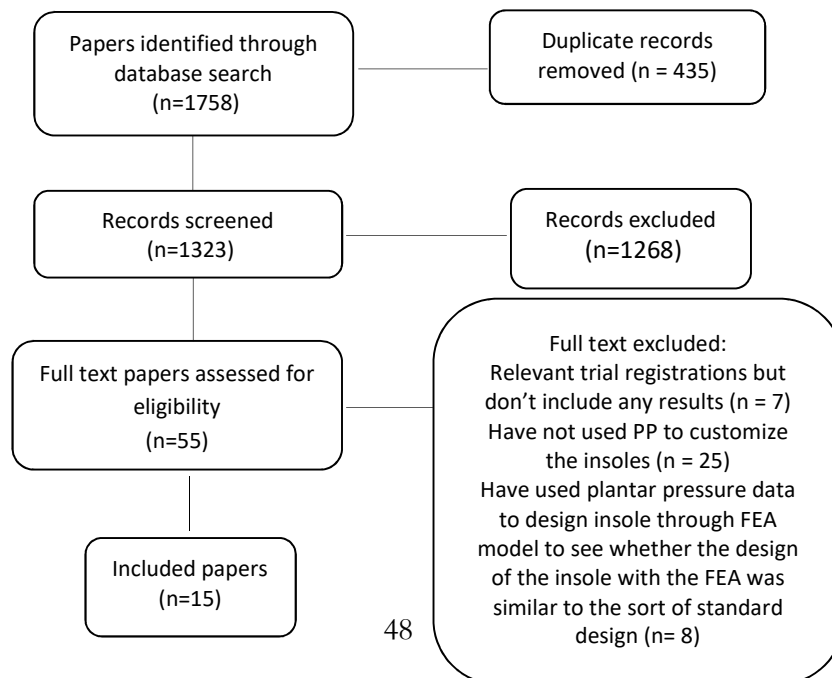 Papers identified through
database search
(n=1758)
Duplicate records
removed (n = 435)
Records screened
(n=1323)
Records excluded
(n=1268)
Full text papers assessed for
eligibility
(n=55)
Full text excluded:
Relevant trial registrations but
don’t include any results (n = 7)
Have not used PP to customize
the insoles (n = 25)
Have used plantar pressure data
to design insole through FEA
model to see whether the design
of the insole with the FEA was
similar to the sort of standard
design (n= 8)
Included papers
(n=15)
48